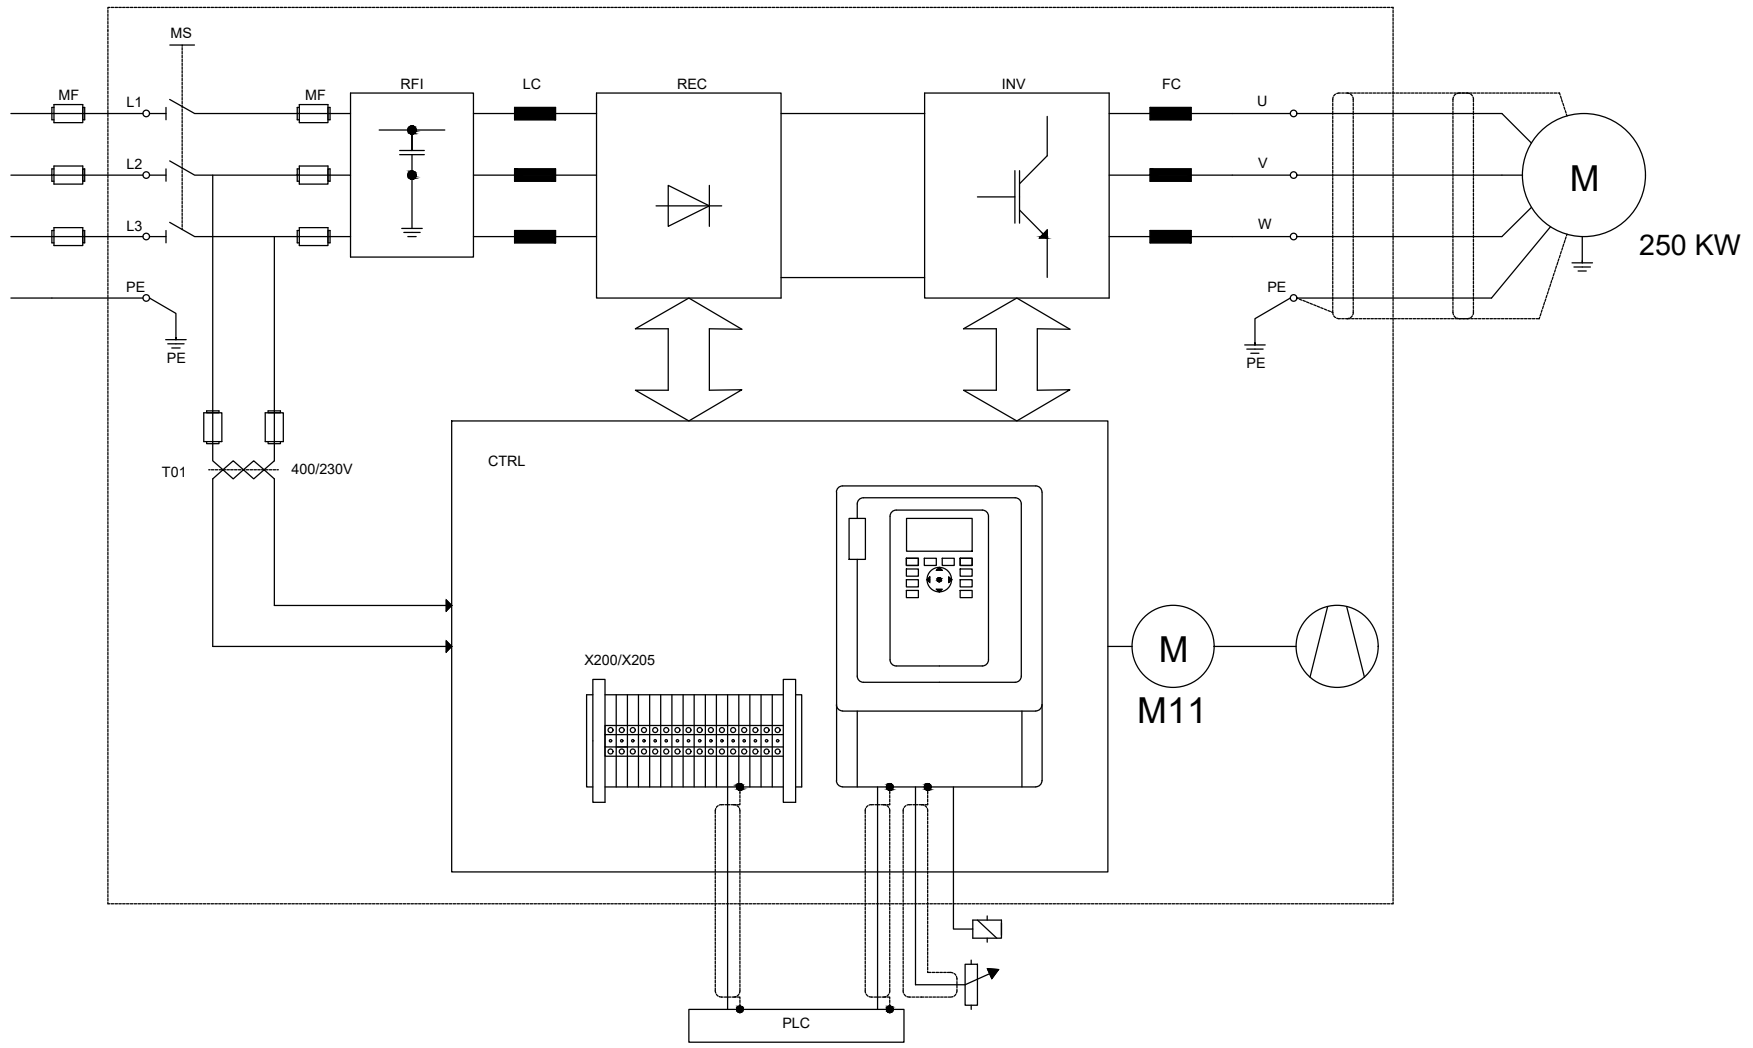 MS
RFI
LC
REC
INV
FC
MF
L1
MF
U
L2
V
M
L3
W
250 KW
PE
PE
PE
PE
CTRL
T01
400/230V
X200/X205
M
M11
PLC